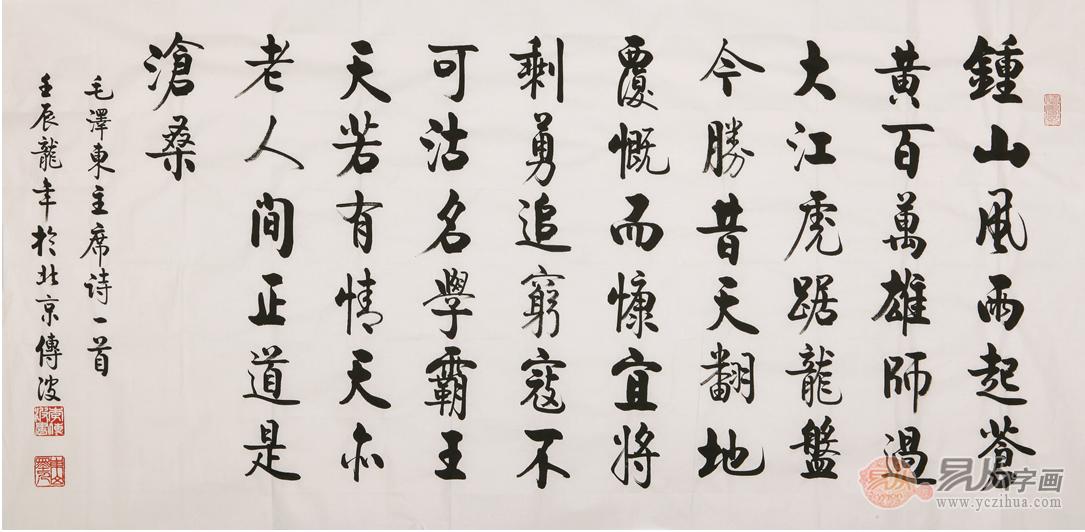 鍾山風雨起蒼
黃百萬雄師過
大江虎踞龍盤
今勝昔天翻地
覆慨而慷宜將
剩勇追窮寇不
可沽名學霸王
天若有情天亦
老人間正道是
滄桑
毛澤東主席诗一首
壬辰龍年於北京傳波
易从字画
www.yczihua.com